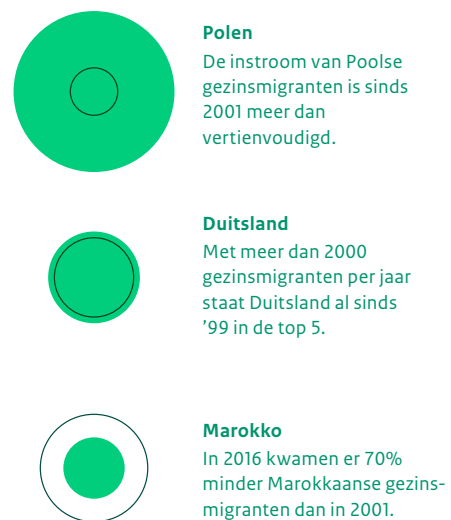 Polen
De instroom van Poolse
gezinsmigranten is sinds
2001 meer dan
vertienvoudigd.
Duitsland
Met meer dan 2000
gezinsmigranten per jaar
staat Duitsland al sinds
’99 in de top 5.
Marokko
In 2016 kwamen er 70%
minder Marokkaanse gezins-
migranten dan in 2001.